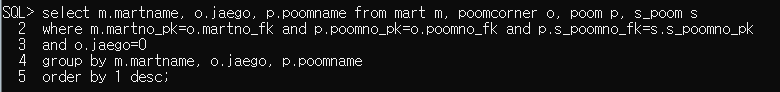 SQL> select m.martname, o.jaego, p.poomname from mart m, poomcorner o, poom p, s_poom s
2 where m.martno_pk=o.martno_fk and p.poomno_pk=o.poomno_fk and p.s_poomno_fk=s.s_poomno_pk
3 and o.jaego=0
4 group by m.martname, o.jaego, p.poomname
5 order by 1 desc;